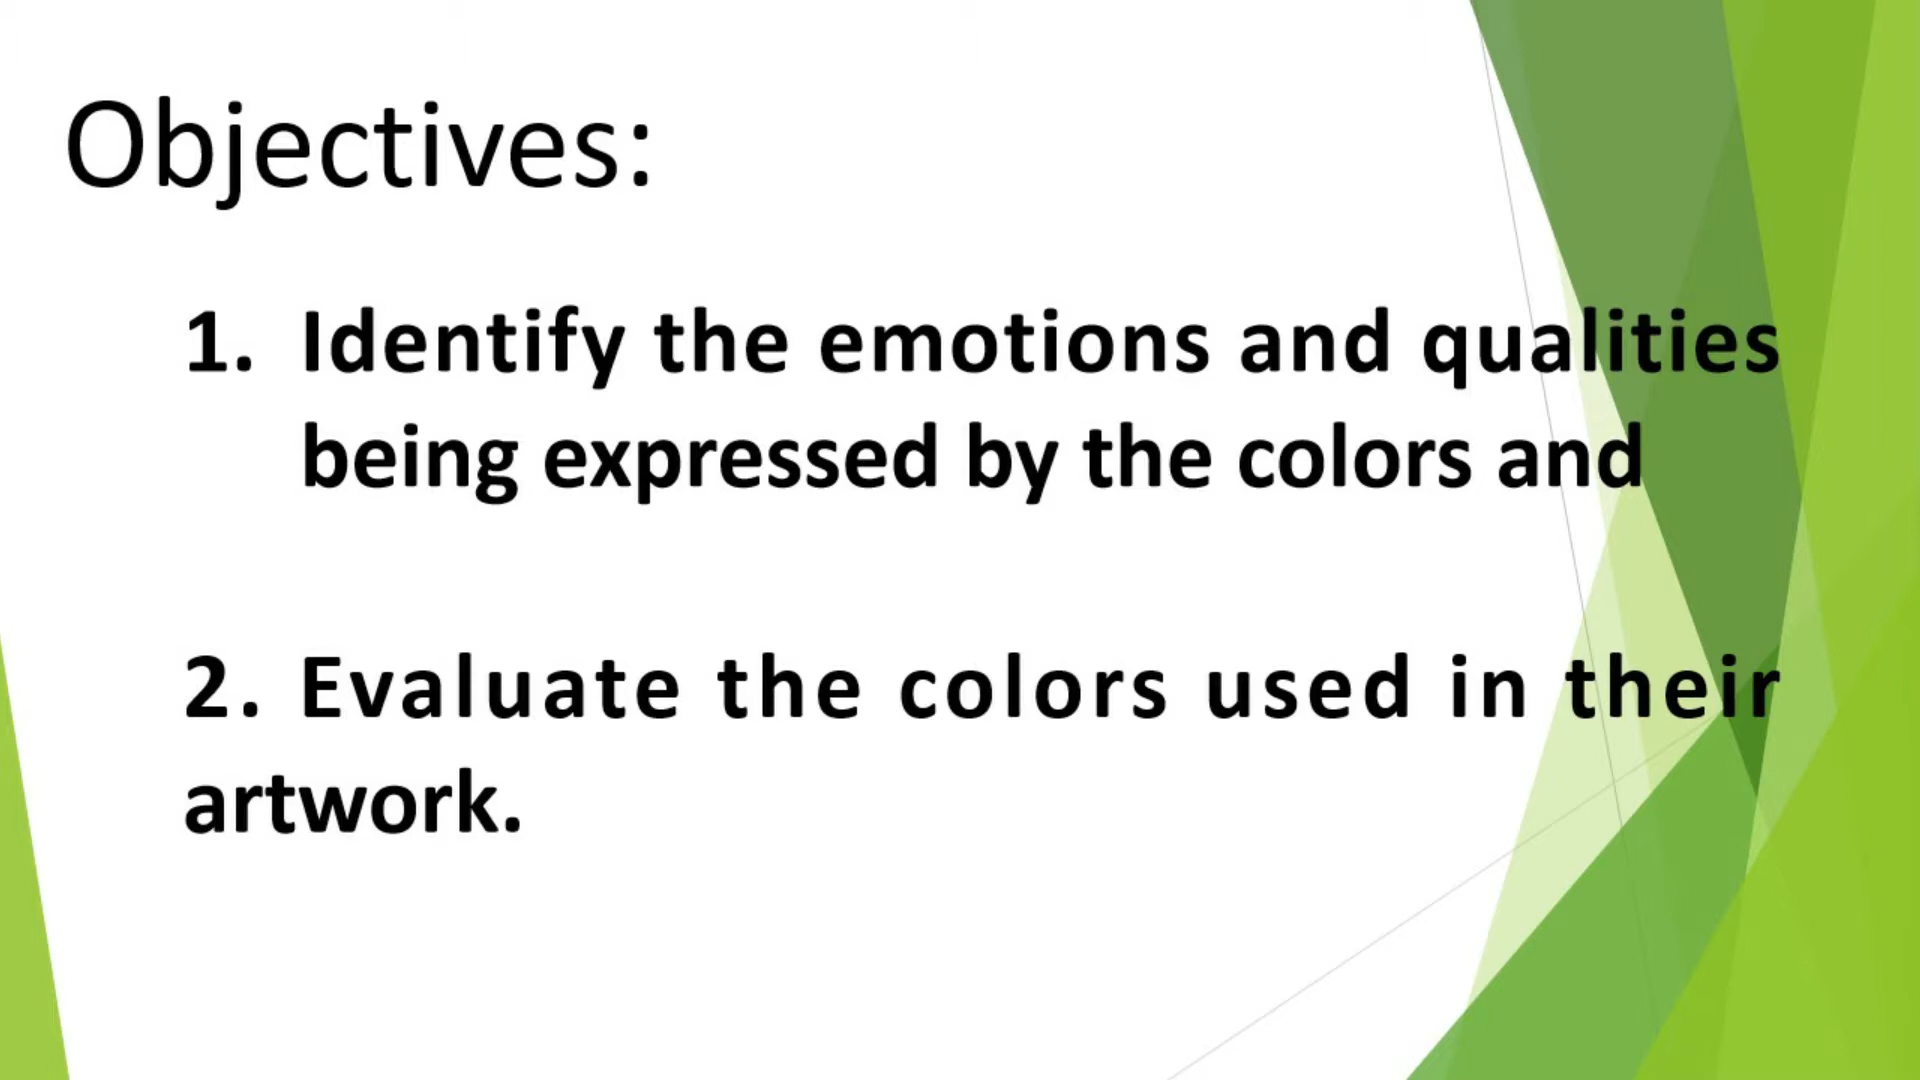 Objectives:
1. Identify the emotions and qualities
being expressed by the colors and
2. Evaluate the colors used in their
artwork.